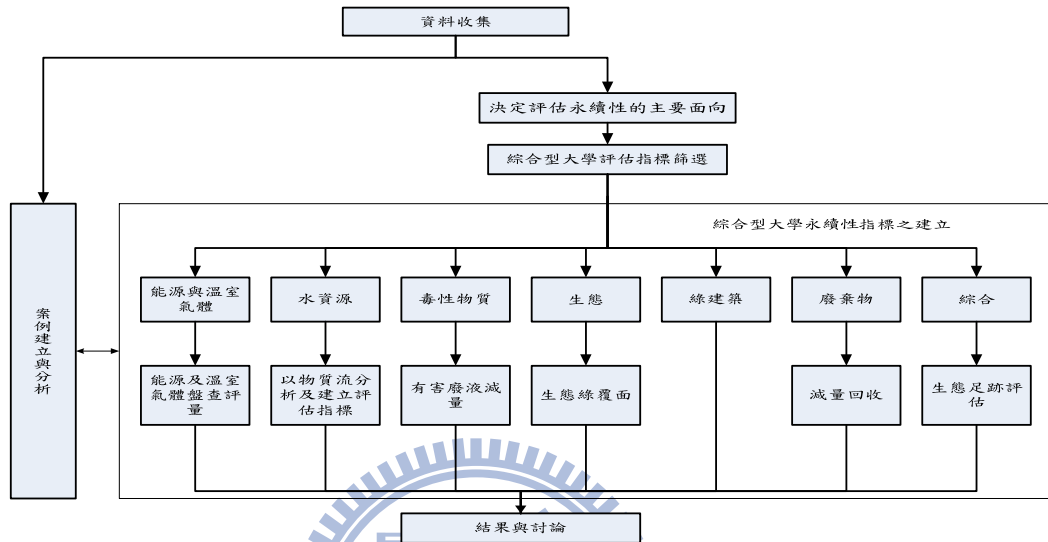 資料收集
決定評估永續性的主要面向
綜合型大學評估指標篩選
綜合型大學永續性指標之建立
案例建立與分析
能源與溫室
氣體
水資源
毒性物質
生態
綠建築
廢棄物
綜合
能源及溫室
氣體盤查評
量
以物質流分
析及建立評
估指標
有害廢液減
量
生態綠覆面
減量回收
生態足跡評
估
結果與討論